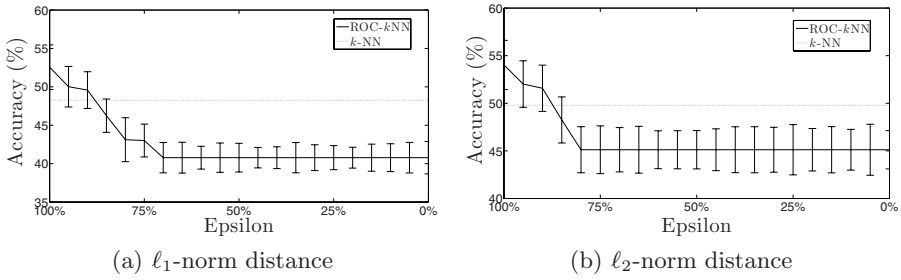 60
55
50
45
40
35
Accuracy (%)
ROC-kNN
k-NN
100%
75%
50%
25%
0%
Epsilon
(a) ℓ1-norm distance
60
55
50
45
40
Accuracy (%)
ROC-kNN
k-NN
100%
75%
50%
25%
0%
Epsilon
(b) ℓ2-norm distance